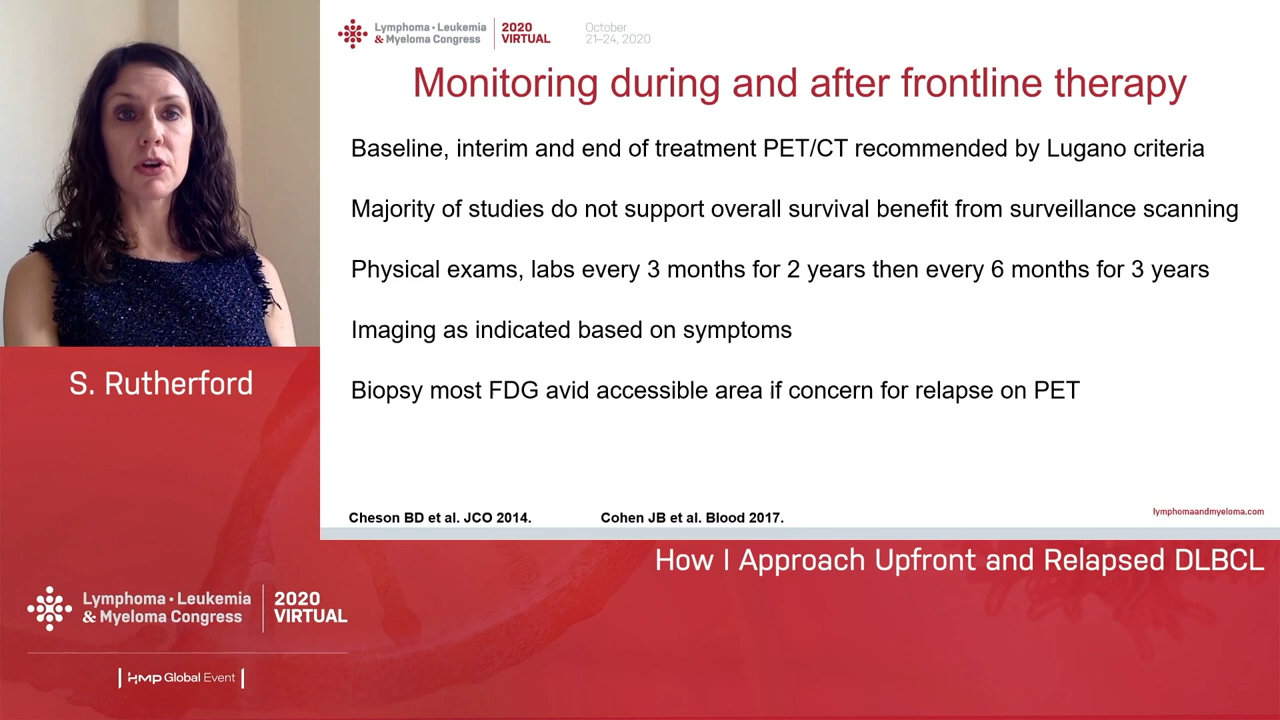 Lymphoma • Leukemia
& Myeloma Congress
2020
VIRTUAL
October
21–24, 2020
Monitoring during and after frontline therapy
Baseline, interim and end of treatment PET/CT recommended by Lugano criteria
Majority of studies do not support overall survival benefit from surveillance scanning
Physical exams, labs every 3 months for 2 years then every 6 months for 3 years
Imaging as indicated based on symptoms
Biopsy most FDG avid accessible area if concern for relapse on PET
Cheson BD et al. JCO 2014.
Cohen JB et al. Blood 2017.
lymphomaandmyeloma.com
S. Rutherford
How I Approach Upfront and Relapsed DLBCL
Lymphoma • Leukemia
& Myeloma Congress
2020
VIRTUAL
HMP Global Event